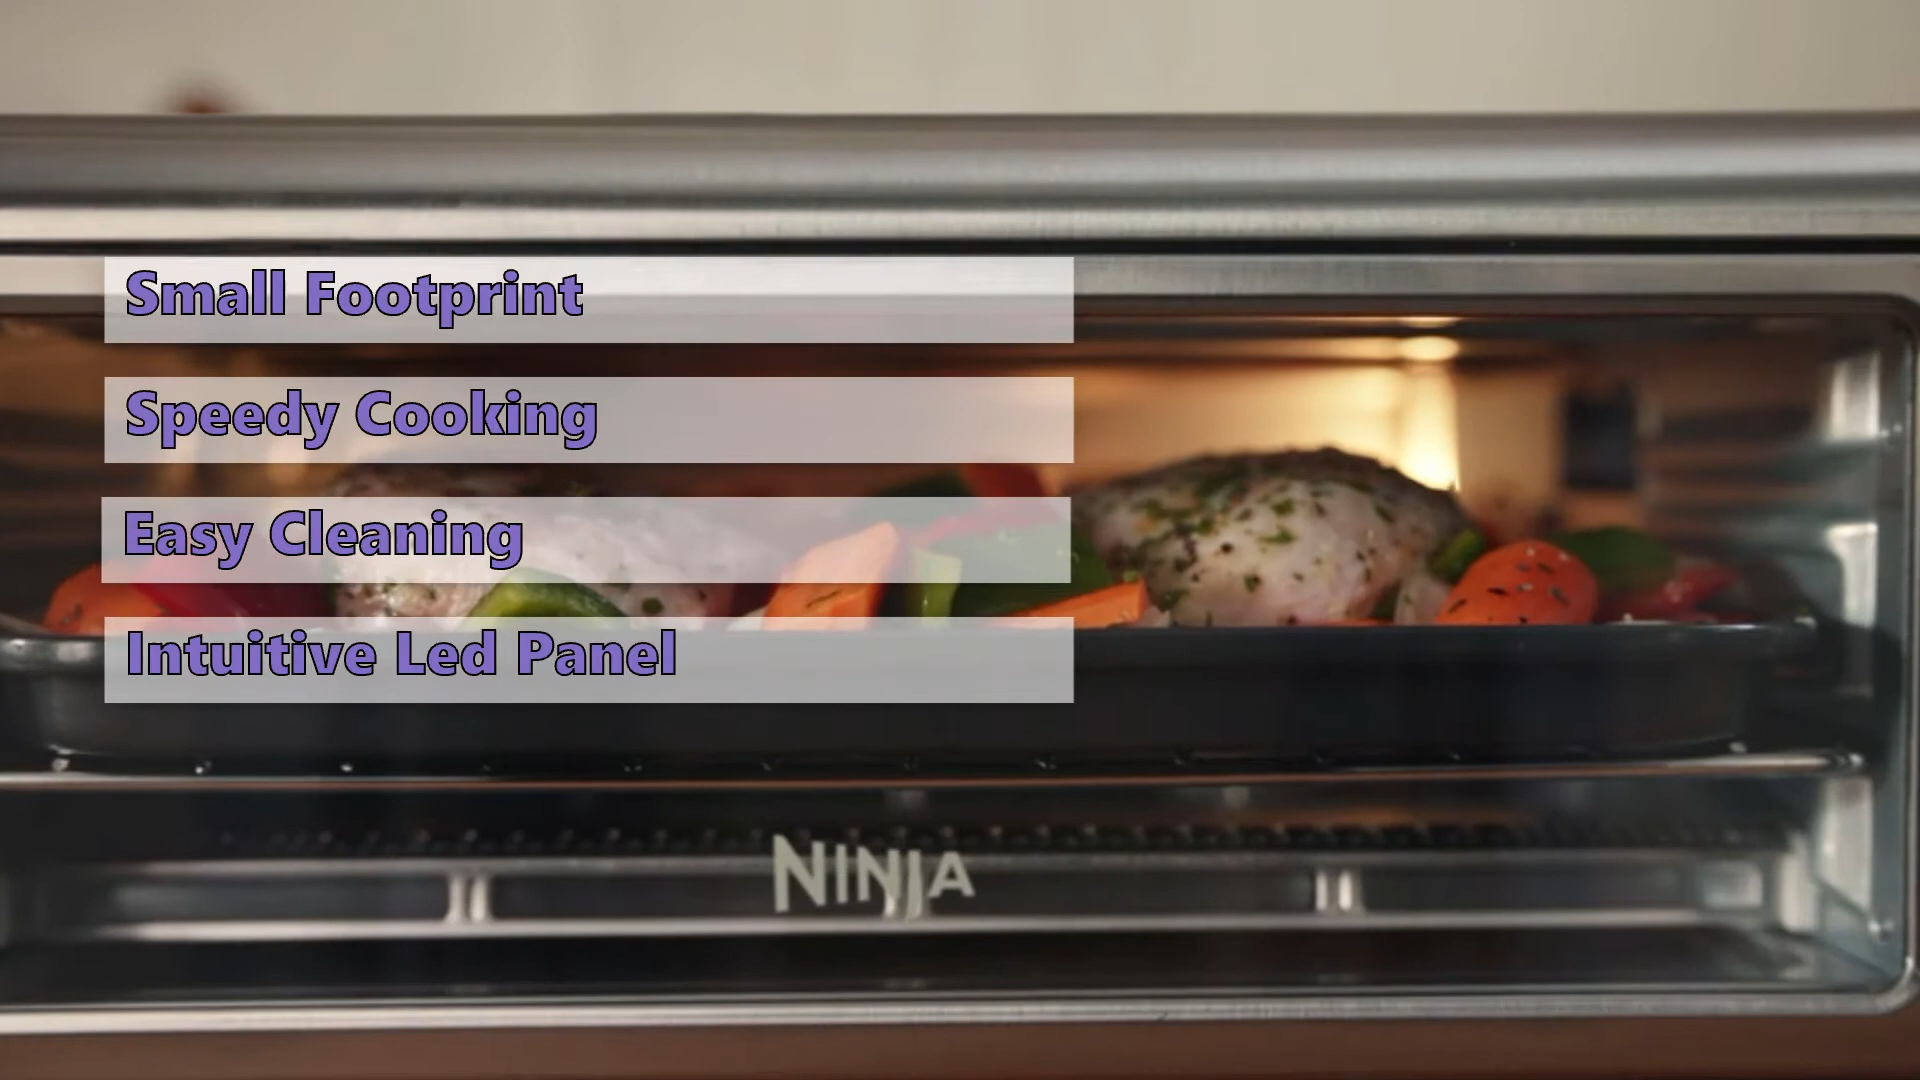 Small Footprint
Speedy Cooking
Easy Cleaning
Intuitive Led Panel
NINJA